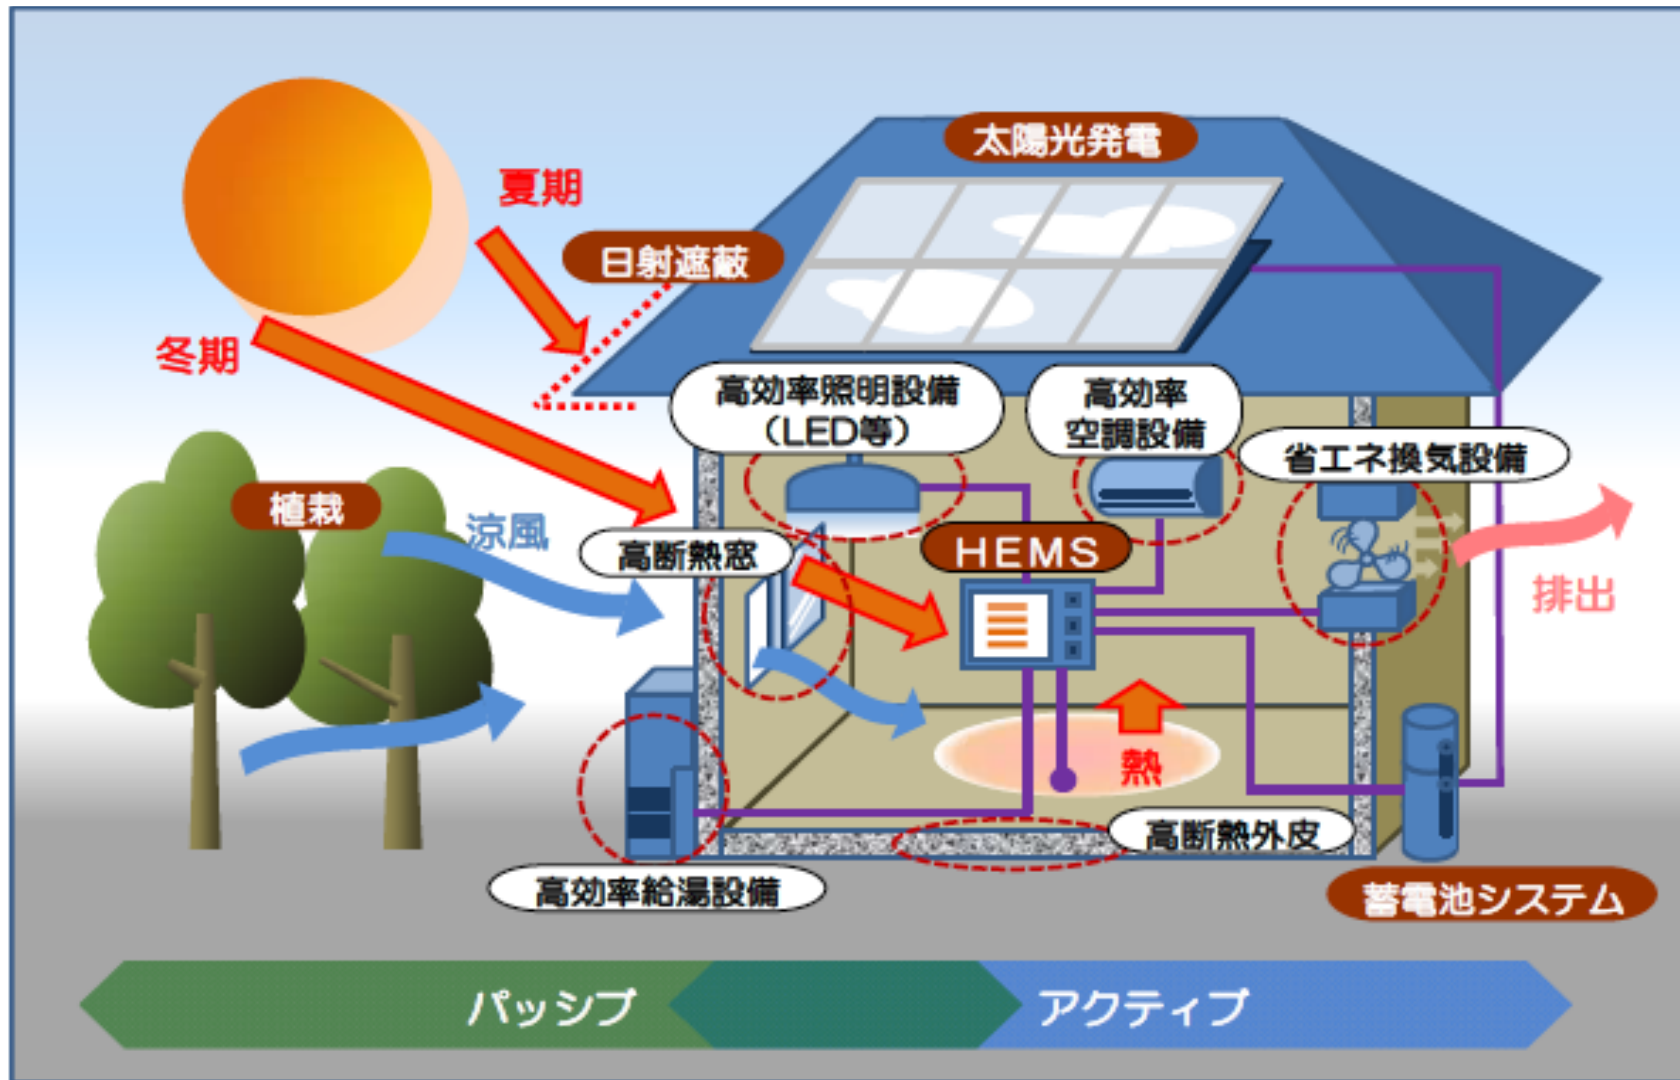 太陽光発電
夏期
日射遮蔽
冬期
高効率照明設備
(LED等)
高効率
空調設備
省エネ換気設備
植栽
涼風
高断熱窓
HEMS
排出
熱
高断熱外皮
高効率給湯設備
蓄電池システム
パッシブ
アクティブ